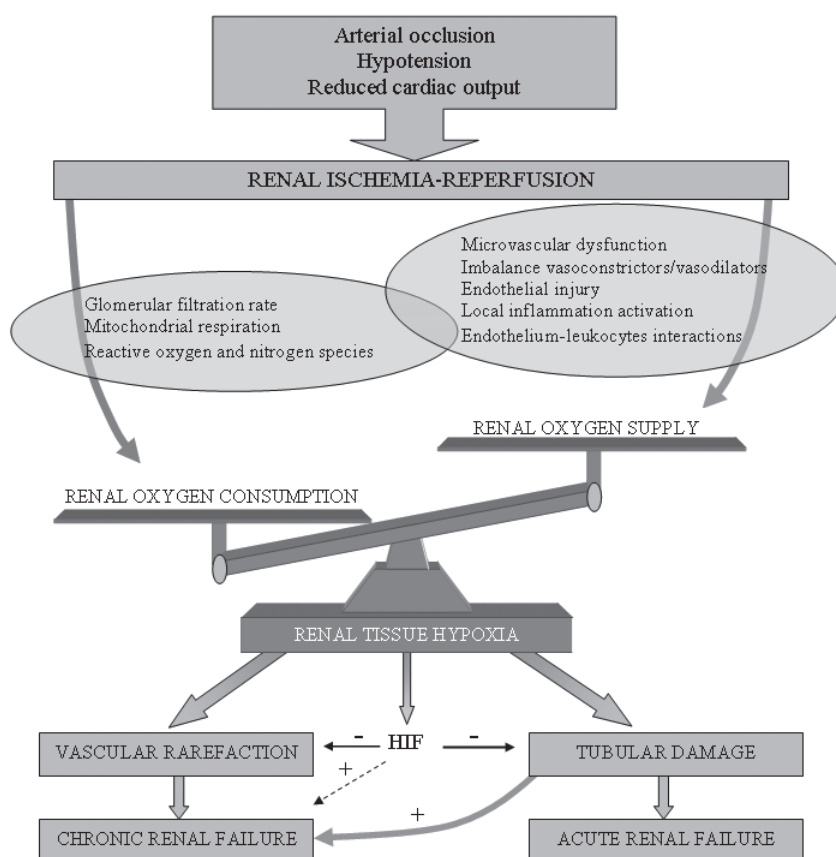 Arterial occlusion
Hypotension
Reduced cardiac output
RENAL ISCHEMIA-REPERFUSION
Microvascular dysfunction
Imbalance vasoconstrictors/vasodilators
Endothelial injury
Local inflammation activation
Endothelium-leukocytes interactions
Glomerular filtration rate
Mitochondrial respiration
Reactive oxygen and nitrogen species
RENAL OXYGEN SUPPLY
RENAL OXYGEN CONSUMPTION
RENAL TISSUE HYPOXIA
- HIF -
VASCULAR RAREFACTION
TUBULAR DAMAGE
+
+
CHRONIC RENAL FAILURE
ACUTE RENAL FAILURE